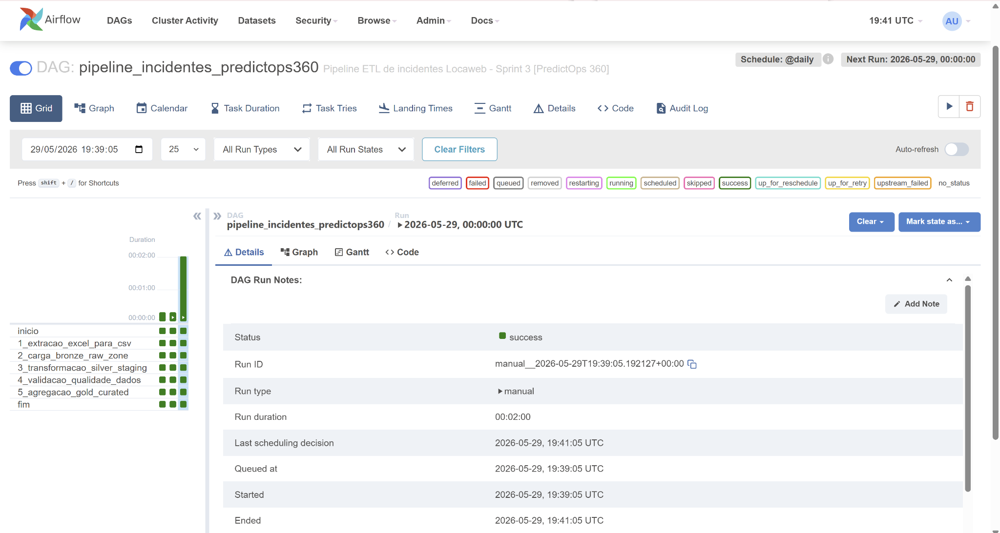 Airflow DAGs Cluster Activity Datasets Security Browse Admin Docs 19:41 UTC AU
DAG: pipeline_incidentes_predictops360 Pipeline ETL de incidentes Locaweb - Sprint 3 [PredictOps 360] Schedule: @daily i Next Run: 2026-05-29, 00:00:00
Grid Graph Calendar Task Duration Task Tries Landing Times Gantt Details Code Audit Log
29/05/2026 19:39:05 25 All Run Types All Run States Clear Filters Auto-refresh
Press shift + / for Shortcuts deferred failed queued removed restarting running scheduled skipped success up_for_reschedule up_for_retry upstream_failed no_status
DAG Run
pipeline_incidentes_predictops360 / 2026-05-29, 00:00:00 UTC Clear Mark state as...
Duration
00:02:00
00:01:00
00:00:00
inicio
1_extracao_excel_para_csv
2_carga_bronze_raw_zone
3_transformacao_silver_staging
4_validacao_qualidade_dados
5_agregacao_gold_curated
fim
Details Graph Gantt Code
DAG Run Notes:
Add Note
Status success
Run ID manual__2026-05-29T19:39:05.192127+00:00
Run type manual
Run duration 00:02:00
Last scheduling decision 2026-05-29, 19:41:05 UTC
Queued at 2026-05-29, 19:39:05 UTC
Started 2026-05-29, 19:39:05 UTC
Ended 2026-05-29, 19:41:05 UTC